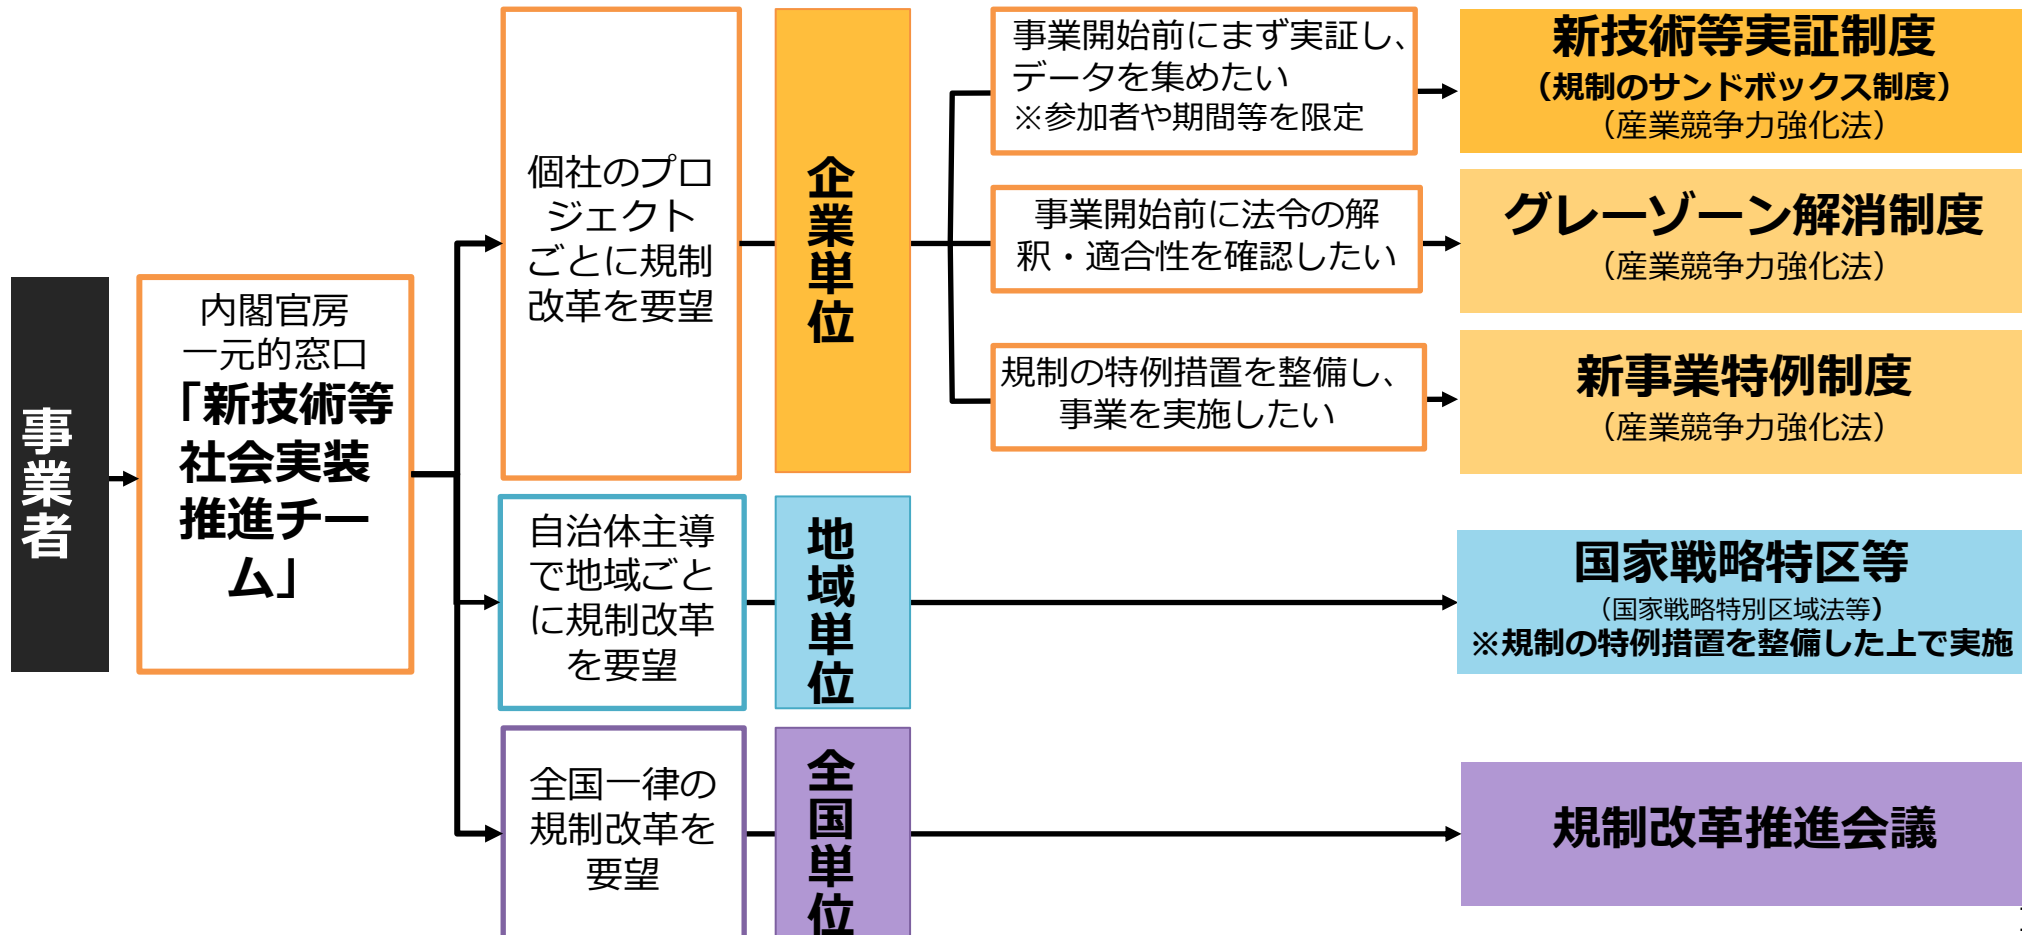 事業者
内閣官房
一元的窓口
「新技術等
社会実装
推進チー
ム」
個社のプロ
ジェクト
ごとに規制
改革を要望
企業単位
事業開始前にまず実証し、
データを集めたい
※参加者や期間等を限定
新技術等実証制度
（規制のサンドボックス制度）
（産業競争力強化法）
事業開始前に法令の解
釈・適合性を確認したい
グレーゾーン解消制度
（産業競争力強化法）
規制の特例措置を整備し、
事業を実施したい
新事業特例制度
（産業競争力強化法）
自治体主導
で地域ごと
に規制改革
を要望
地域単位
国家戦略特区等
（国家戦略特別区域法等）
※規制の特例措置を整備した上で実施
全国一律の
規制改革を
要望
全国単位
規制改革推進会議